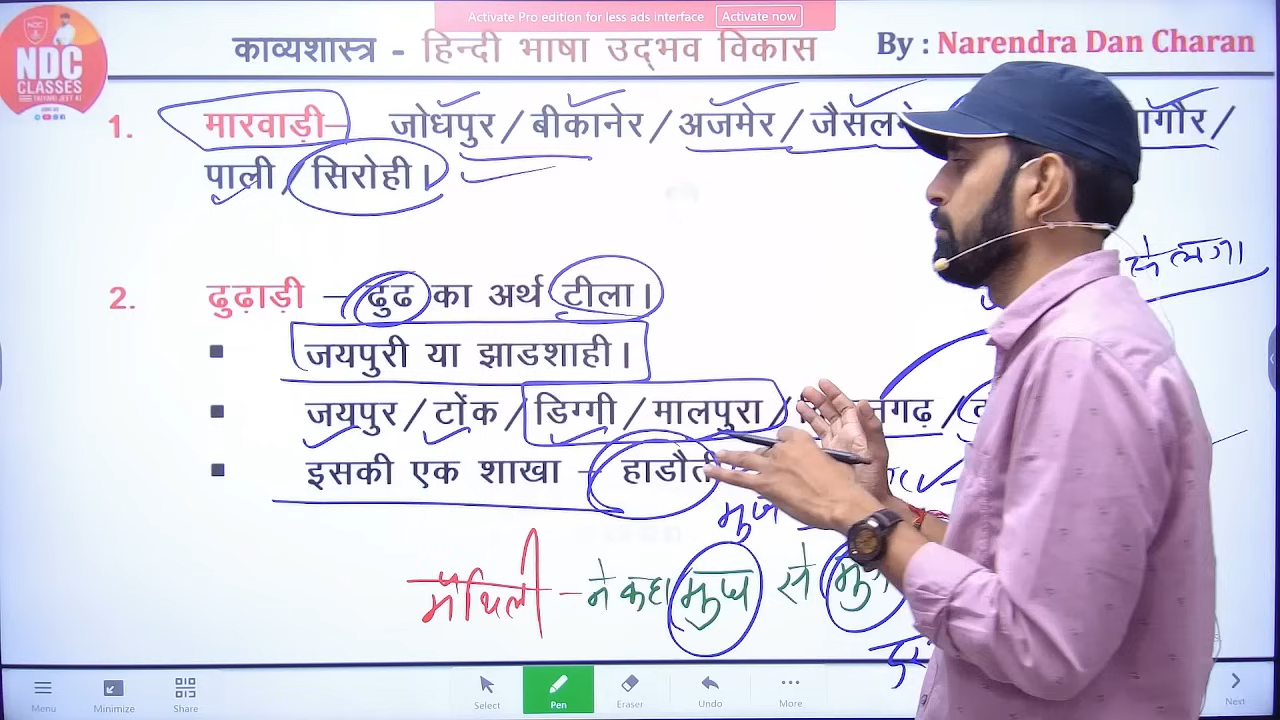 Activate Pro edition for less ads interface Activate now
NDC
CLASSES
काव्यशास्त्र - हिन्दी भाषा उद्भव विकास
By : Narendra Dan Charan
1. मारवाड़ी- जोधपुर / बीकानेर / अजमेर /
पाली / सिरोही।
2. ढुढ़ाड़ी – ढुढ का अर्थ टीला।
जयपुरी या झाडशाही।
जयपुर / टोंक / डिग्गी / मालपुरा /
इसकी एक शाखा –
मैथिली – ने कहा मुझ से
Menu
Minimize
Share
Select
Pen
Eraser
Undo
More
Next